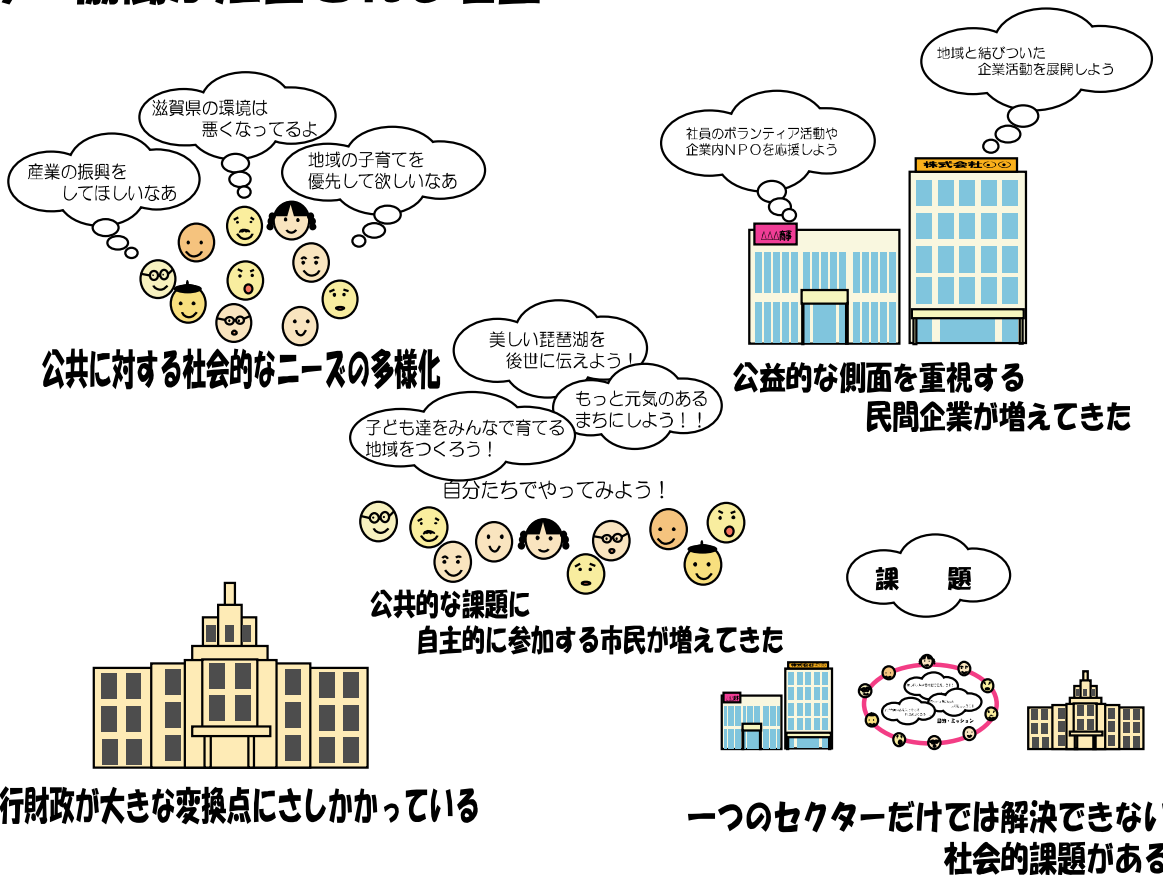 滋賀県の環境は
悪くなってるよ
産業の振興を
してほしいなあ
地域の子育てを
優先して欲しいなあ
公共に対する社会的なニーズの多様化
地域と結びついた
企業活動を展開しよう
社員のボランティア活動や
企業内ＮＰＯを応援しよう
株式会社○○
公益的な側面を重視する
民間企業が増えてきた
美しい琵琶湖を
後世に伝えよう！
もっと元気のある
まちにしよう！！
子ども達をみんなで育てる
地域をつくろう！
自分たちでやってみよう！
公共的な課題に
自主的に参加する市民が増えてきた
行財政が大きな変換点にさしかかっている
課　題
一つのセクターだけでは解決できない
社会的課題がある